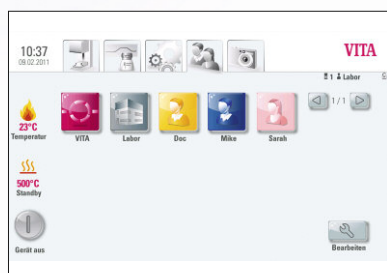 10:37
09.02.2011
VITA
1 Labor
1/1
23°C
Temperatur
VITA
Labor
Doc
Mike
Sarah
500°C
Standby
Gerät aus
Bearbeiten